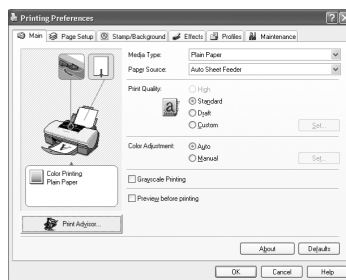 Printing Preferences
Main Page Setup Stamp/Background Effects Profiles Maintenance
Media Type: Plain Paper
Paper Source: Auto Sheet Feeder
Print Quality: High
Standard
Draft
Custom Set...
Color Adjustment: Auto
Manual Set...
Color Printing
Plain Paper
Grayscale Printing
Preview before printing
Print Advisor...
About Defaults
OK Cancel Help